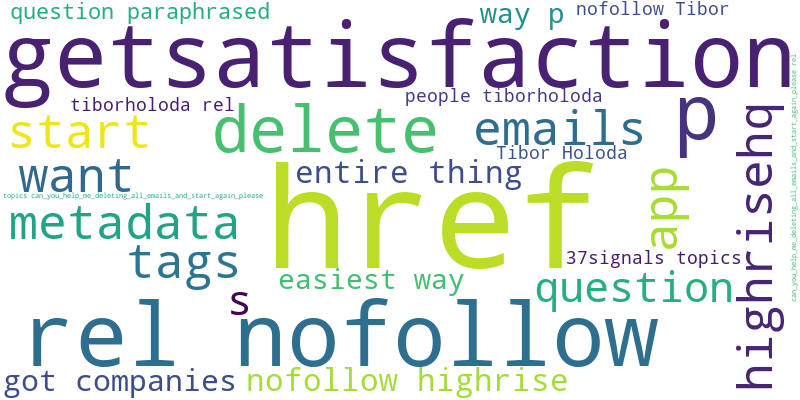 question paraphrased
way p
nofollow Tibor
getsatisfaction
tiborholoda rel
people tiborholoda
start
delete
emails
p
Tibor Holoda
want
entire thing
href
app
highrisehq
topics can_you_help_me_deleting_all_emails_and_start_again_please
metadata
tags
37signals topics
easiest way
question
s
rel nofollow
got companies
nofollow highrise
can_you_help_me_deleting_all_emails_and_start_again_please rel